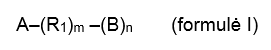 A–(R₁)ₘ –(B)ₙ (formulė I)